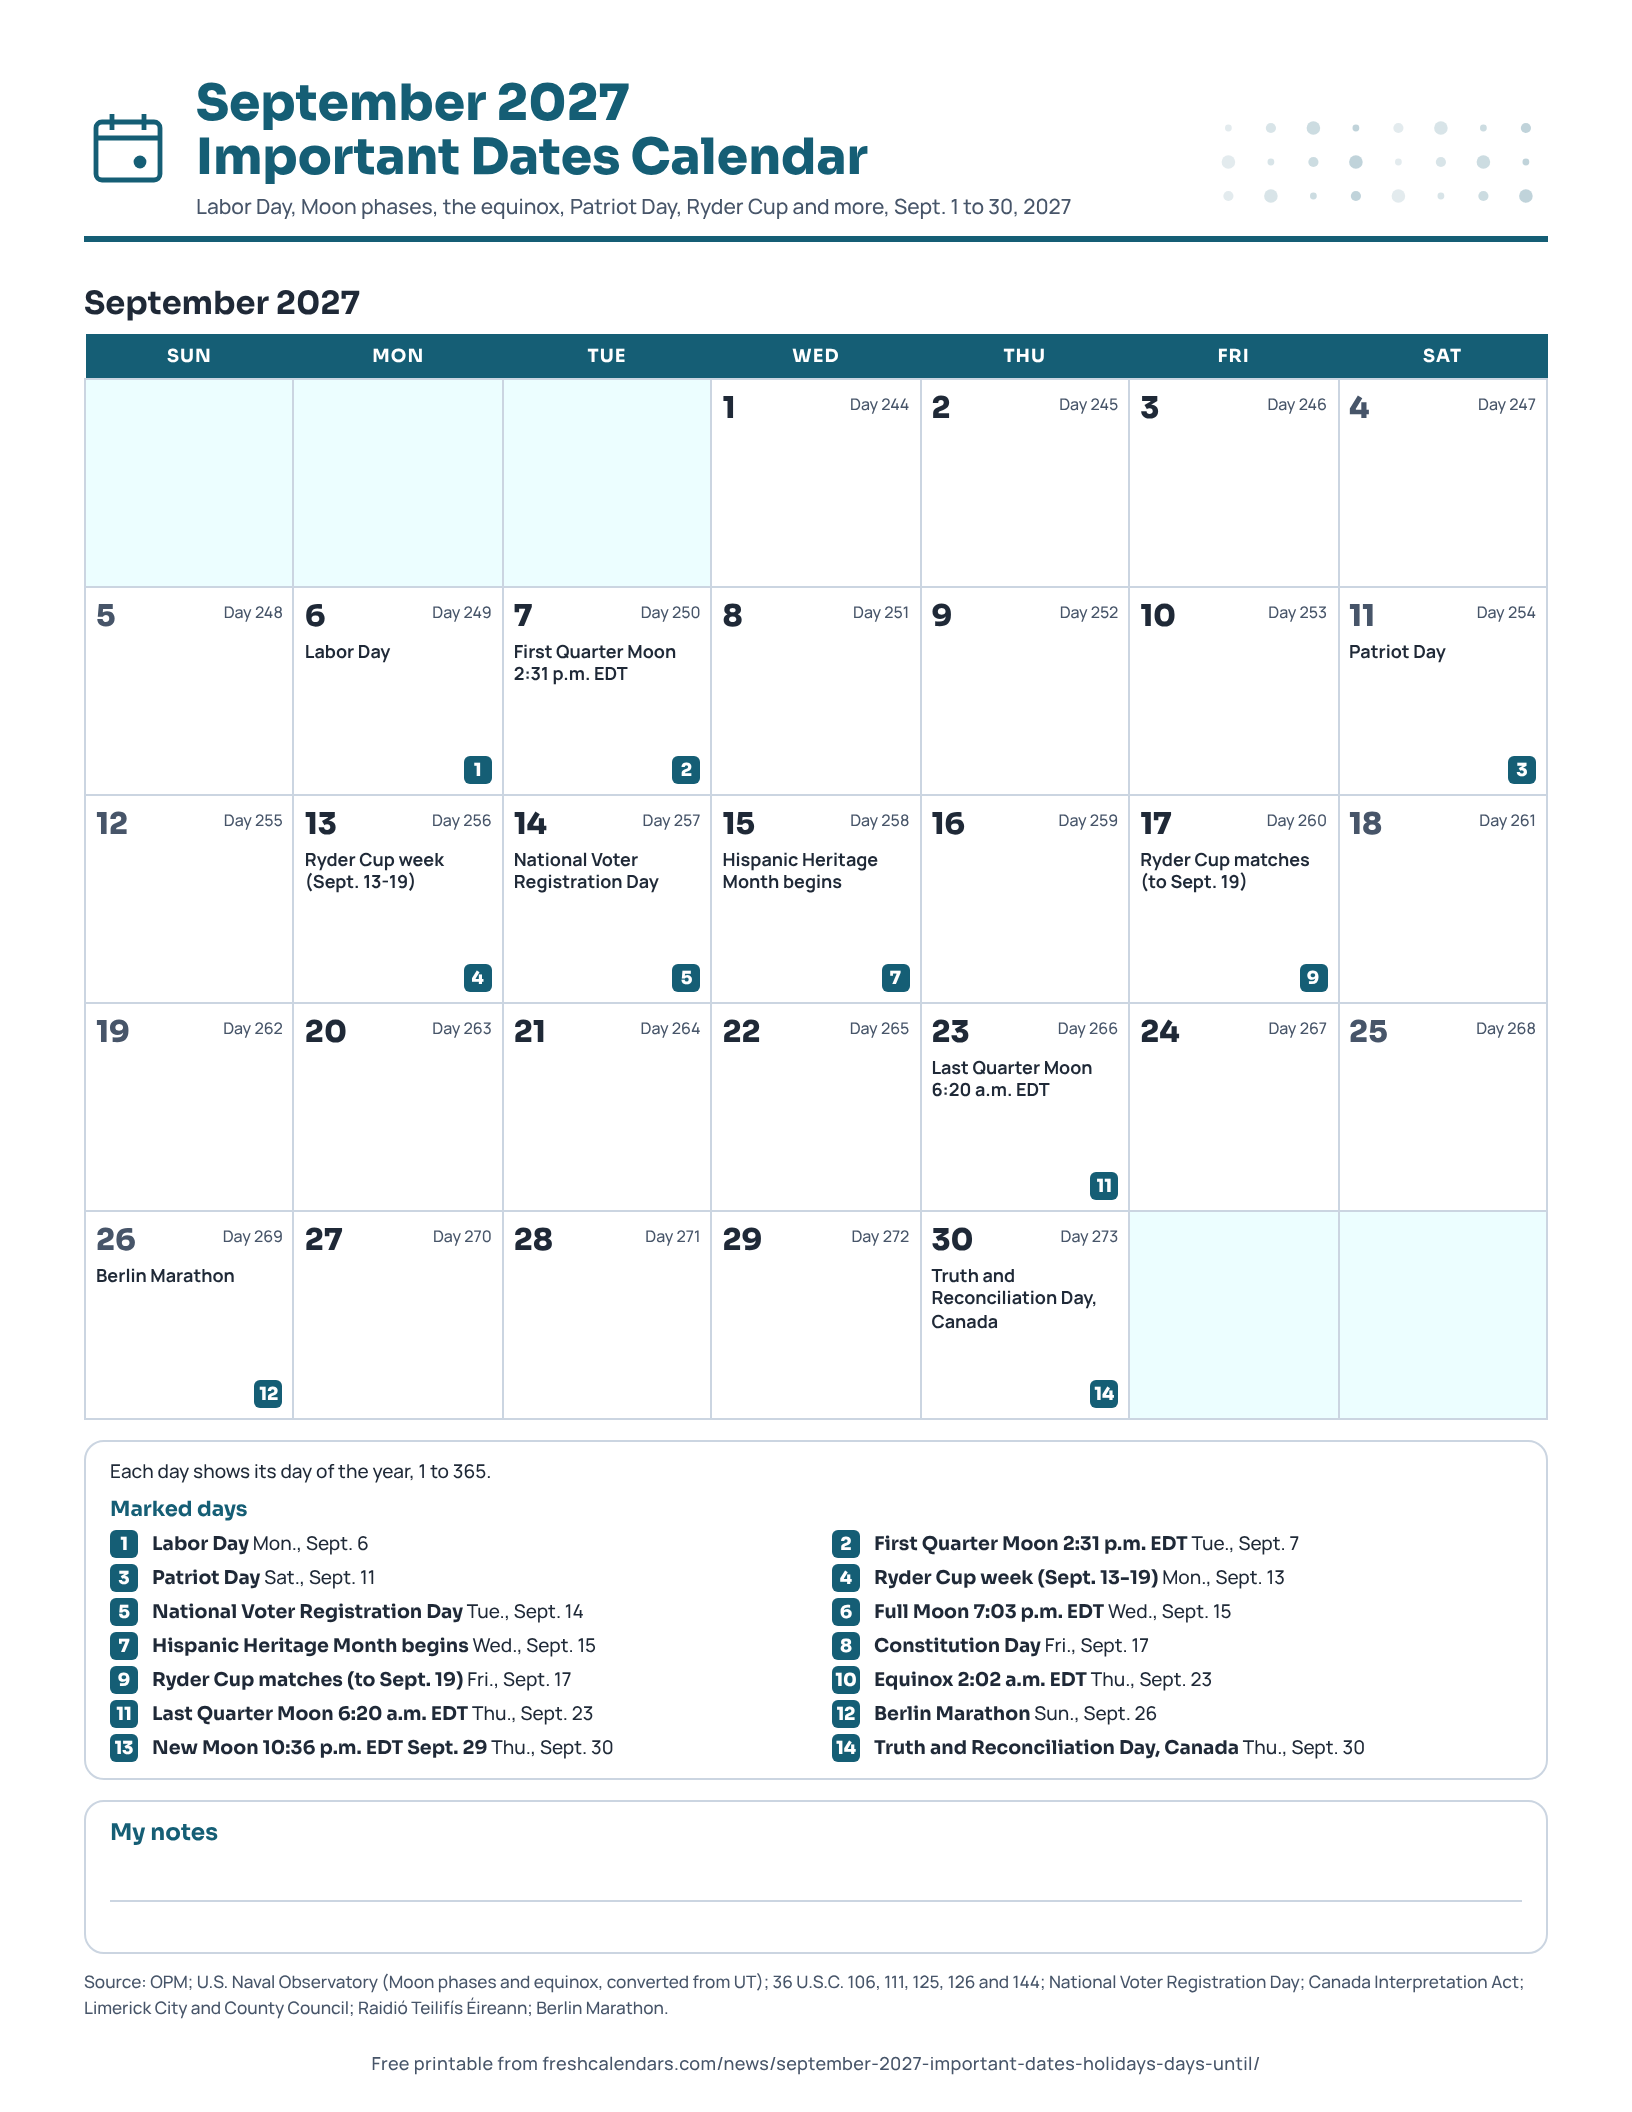 September 2027
Important Dates Calendar
Labor Day, Moon phases, the equinox, Patriot Day, Ryder Cup and more, Sept. 1 to 30, 2027
September 2027
SUN MON TUE WED THU FRI SAT
1 Day 244 2 Day 245 3 Day 246 4 Day 247
5 Day 248 6 Day 249 7 Day 250 8 Day 251 9 Day 252 10 Day 253 11 Day 254
Labor Day First Quarter Moon Patriot Day
2:31 p.m. EDT
1 2 3
12 Day 255 13 Day 256 14 Day 257 15 Day 258 16 Day 259 17 Day 260 18 Day 261
Ryder Cup week National Voter Hispanic Heritage Ryder Cup matches
(Sept. 13-19) Registration Day Month begins (to Sept. 19)
4 5 7 9
19 Day 262 20 Day 263 21 Day 264 22 Day 265 23 Day 266 24 Day 267 25 Day 268
Last Quarter Moon
6:20 a.m. EDT
11
26 Day 269 27 Day 270 28 Day 271 29 Day 272 30 Day 273
Berlin Marathon Truth and
Reconciliation Day,
Canada
12 14
Each day shows its day of the year, 1 to 365.
Marked days
1 Labor Day Mon., Sept. 6
2 First Quarter Moon 2:31 p.m. EDT Tue., Sept. 7
3 Patriot Day Sat., Sept. 11
4 Ryder Cup week (Sept. 13-19) Mon., Sept. 13
5 National Voter Registration Day Tue., Sept. 14
6 Full Moon 7:03 p.m. EDT Wed., Sept. 15
7 Hispanic Heritage Month begins Wed., Sept. 15
8 Constitution Day Fri., Sept. 17
9 Ryder Cup matches (to Sept. 19) Fri., Sept. 17
10 Equinox 2:02 a.m. EDT Thu., Sept. 23
11 Last Quarter Moon 6:20 a.m. EDT Thu., Sept. 23
12 Berlin Marathon Sun., Sept. 26
13 New Moon 10:36 p.m. EDT Sept. 29 Thu., Sept. 30
14 Truth and Reconciliation Day, Canada Thu., Sept. 30
My notes
Source: OPM; U.S. Naval Observatory (Moon phases and equinox, converted from UT); 36 U.S.C. 106, 111, 125, 126 and 144; National Voter Registration Day; Canada Interpretation Act;
Limerick City and County Council; Raidió Teilifís Éireann; Berlin Marathon.
Free printable from freshcalendars.com/news/september-2027-important-dates-holidays-days-until/